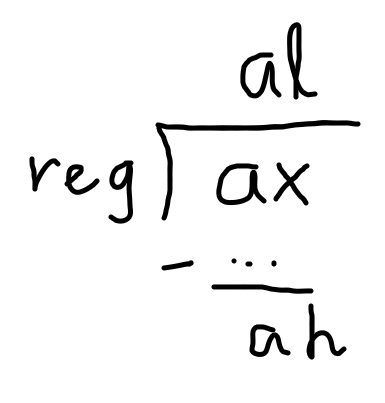 al
reg ax
- ...
ah